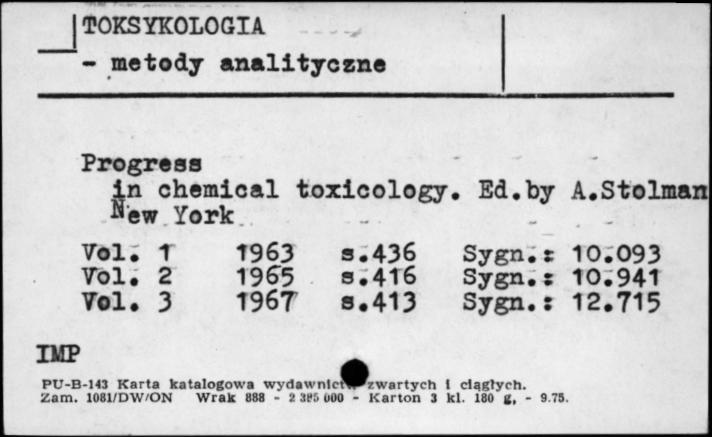 TOKSYKOLOGIA
- metody analityczne
Progress
in chemical toxicology. Ed.by A.Stolman
New York
Vol. 1 1963 s.436 Sygn.: 10.093
Vol. 2 1965 s.416 Sygn.: 10.941
Vol. 3 1967 s.413 Sygn.: 12.715
IMP
PU-B-143 Karta katalogowa wydawnictw zwartych i ciągłych.
Zam. 1081/DW/ON Wrak 888 - 2 385 000 - Karton 3 kl. 180 g, - 9.75.